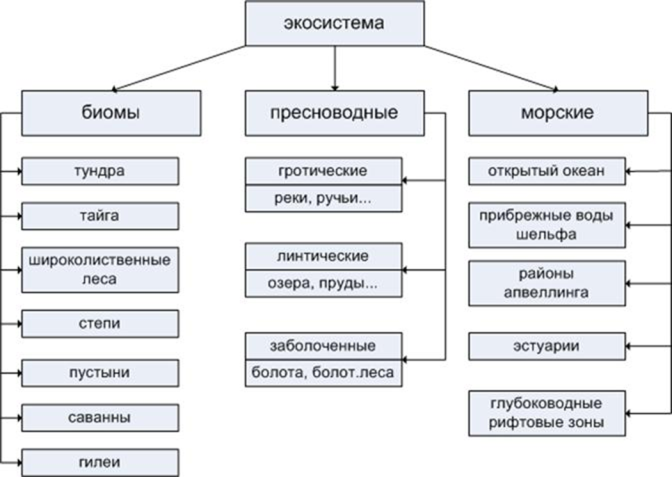 экосистема
биомы
тундра
тайга
широколиственные
леса
степи
пустыни
саванны
гилеи
пресноводные
гротические
реки, ручьи...
линтические
озера, пруды...
заболоченные
болота, болот.леса
морские
открытый океан
прибрежные воды
шельфа
районы
апвеллинга
эстуарии
глубоководные
рифтовые зоны